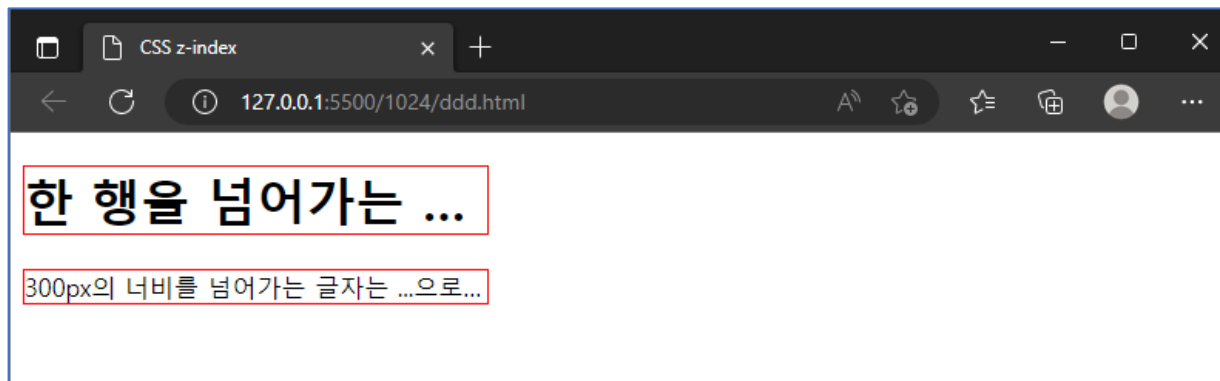 CSS z-index
127.0.0.1:5500/1024/ddd.html
한 행을 넘어가는 ...
300px의 너비를 넘어가는 글자는 ...으로...